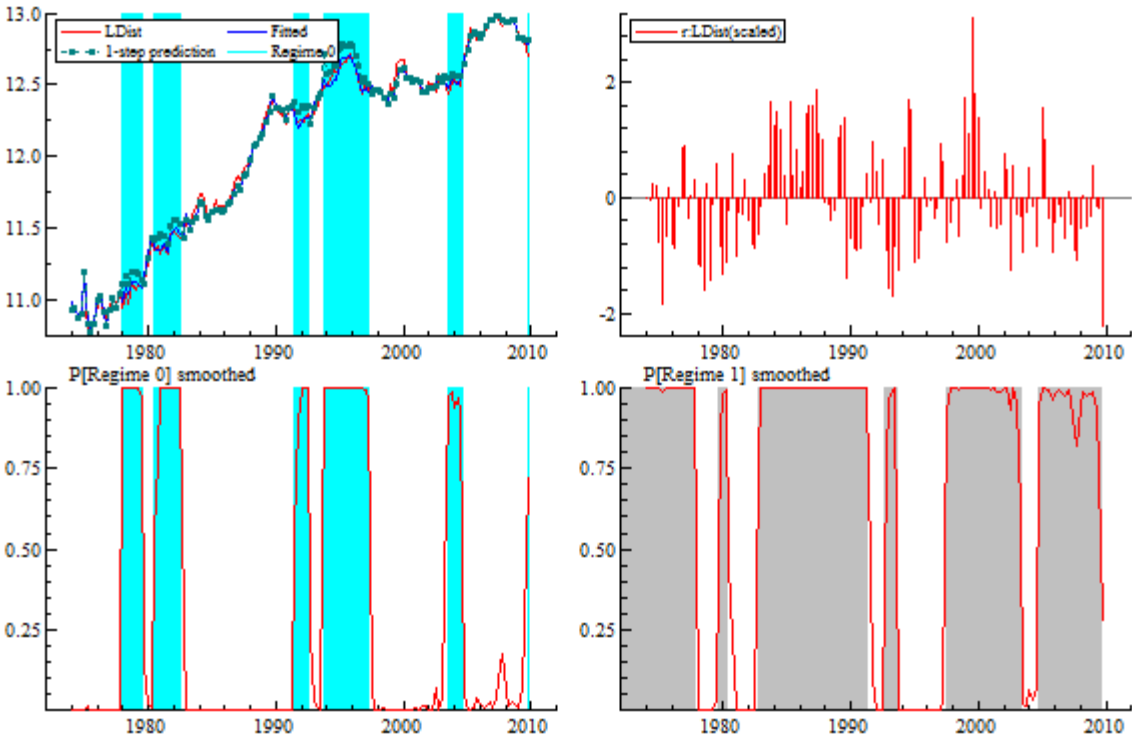 13.0
LDist Fitted
1-step prediction Regime 0
12.5
12.0
11.5
11.0
1980 1990 2000 2010
r:LDist(scaled)
2
0
-2
1980 1990 2000 2010
P[Regime 0] smoothed
1.00
0.75
0.50
0.25
1980 1990 2000 2010
P[Regime 1] smoothed
1.00
0.75
0.50
0.25
1980 1990 2000 2010